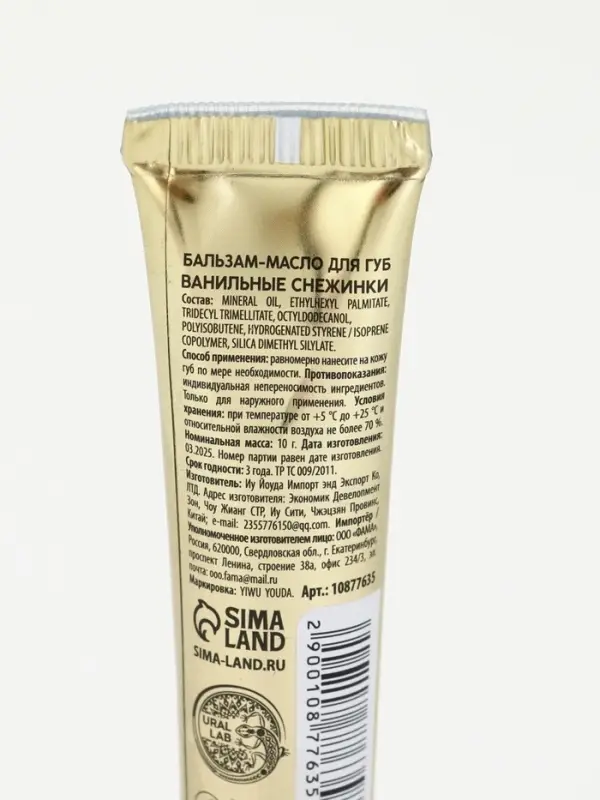 БАЛЬЗАМ-МАСЛО ДЛЯ ГУБ
ВАНИЛЬНЫЕ СНЕЖИНКИ
Состав: MINERAL OIL, ETHYLHEXYL PALMITATE,
TRIDECYL TRIMELLITATE, OCTYLDODECANOL,
POLYISOBUTENE, HYDROGENATED STYRENE / ISOPRENE
COPOLYMER, SILICA DIMETHYL SILYLATE.
Способ применения: равномерно нанесите на кожу
губ по мере необходимости. Противопоказания:
индивидуальная непереносимость ингредиентов.
Только для наружного применения. Условия
хранения: при температуре от +5 °C до +25 °C и
относительной влажности воздуха не более 70 %.
Номинальная масса: 10 г. Дата изготовления:
03.2025. Номер партии равен дате изготовления.
Срок годности: 3 года. ТР ТС 009/2011.
Изготовитель: Иу Йоуда Импорт энд Экспорт Ко,
ЛТД. Адрес изготовителя: Экономик Девелопмент
Зон, Чоу Жианг СТР, Иу Сити, Чжэцзян Провинс,
Китай; e-mail: 2355776150@qq.com. Импортёр /
Уполномоченное изготовителем лицо: ООО «ФАМА»,
Россия, 620000, Свердловская обл., г. Екатеринбург,
проспект Ленина, строение 38а, офис 234/3, эл.
почта: ooo.fama@mail.ru
Маркировка: YIWU YOUDA. Арт.: 10877635
SIMA
LAND
SIMA-LAND.RU
URAL
LAB
2 900108 77635